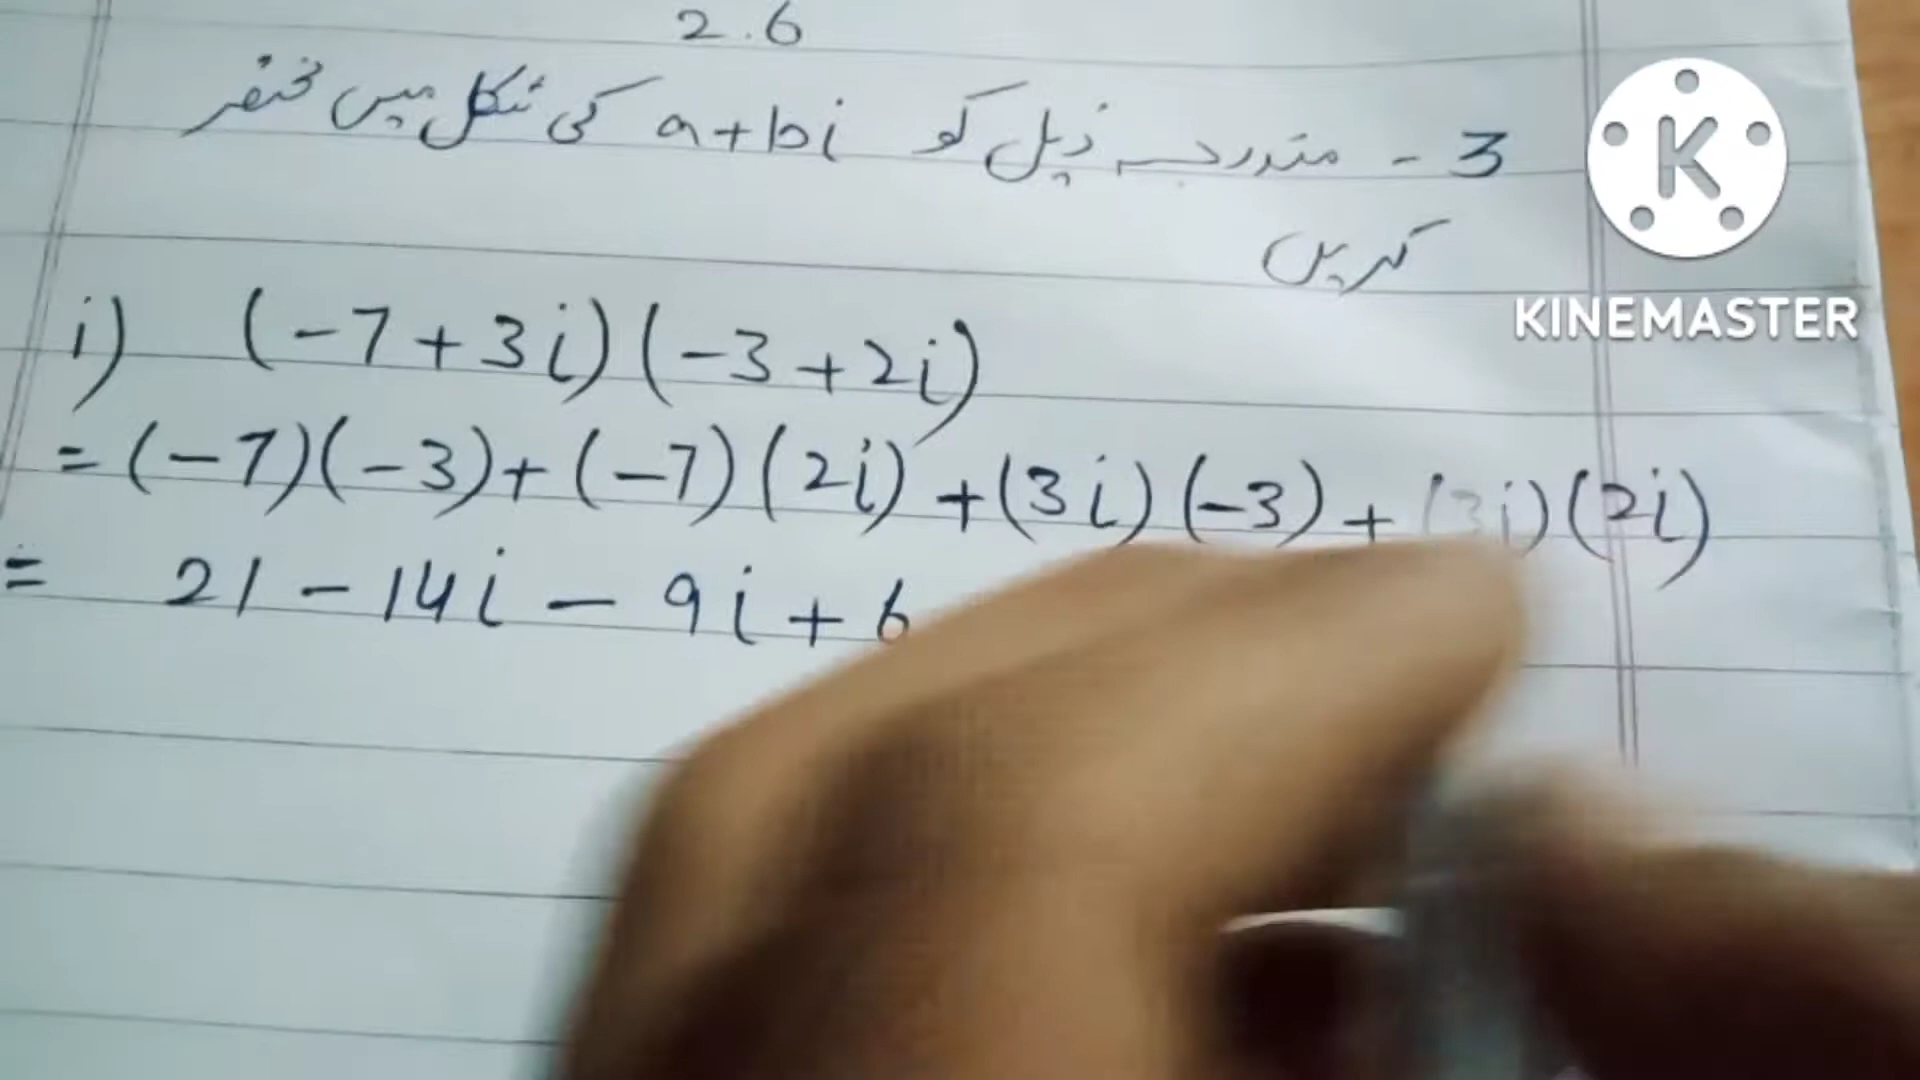 2.6
3 - مندرجہ ذیل کو a+bi کی شکل میں مختصر
کریں
K
KINEMASTER
i) (-7+3i)(-3+2i)
=(-7)(-3)+(-7)(2i)+(3i)(-3)+(3i)(2i)
= 21-14i-9i+6